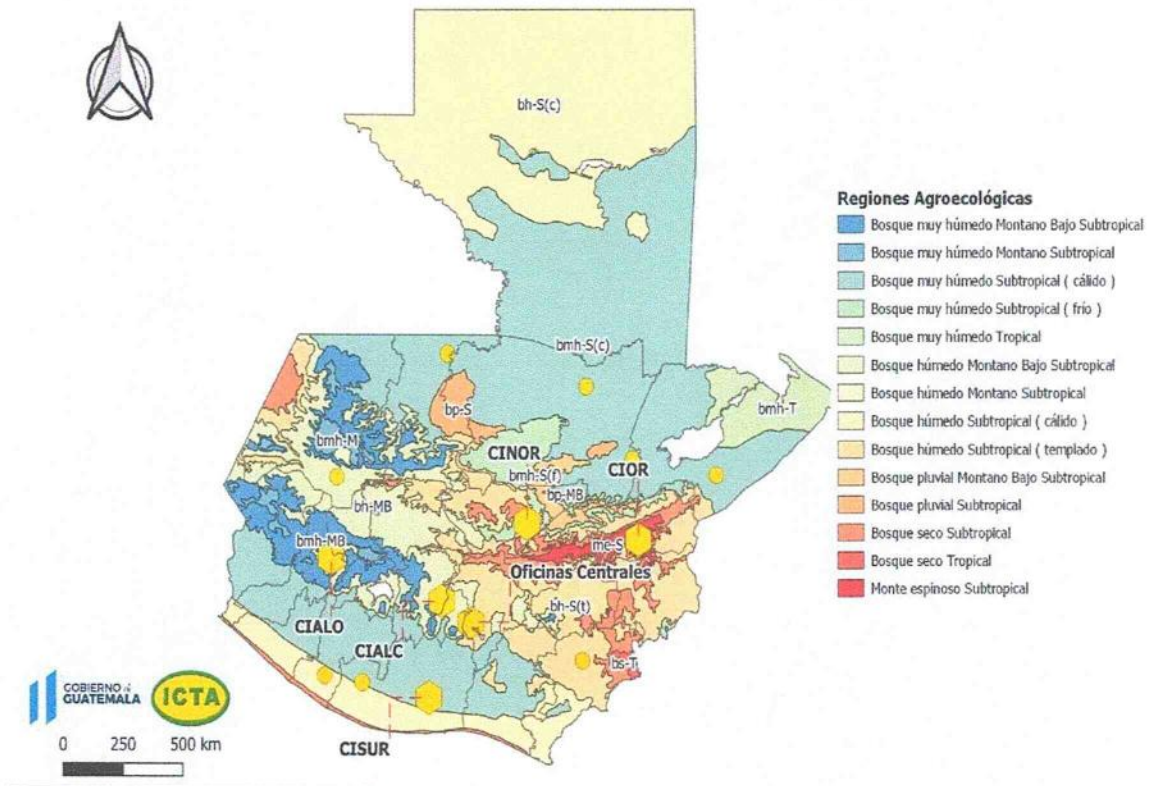 bh-S(c)
Regiones Agroecológicas
Bosque muy húmedo Montano Bajo Subtropical
Bosque muy húmedo Montano Subtropical
Bosque muy húmedo Subtropical ( cálido )
Bosque muy húmedo Subtropical ( frío )
Bosque muy húmedo Tropical
Bosque húmedo Montano Bajo Subtropical
Bosque húmedo Montano Subtropical
Bosque húmedo Subtropical ( cálido )
Bosque húmedo Subtropical ( templado )
Bosque pluvial Montano Bajo Subtropical
Bosque pluvial Subtropical
Bosque seco Subtropical
Bosque seco Tropical
Monte espinoso Subtropical
bmh-S(c)
bp-S
bmh-T
bmh-M
CINOR
bmh-S(f)
CIOR
bp-MB
bh-MB
bmh-MB
me-S
Oficinas Centrales
bh-S(t)
CIALO
CIALC
bs-T
GOBIERNO de
GUATEMALA
ICTA
0 250 500 km
CISUR